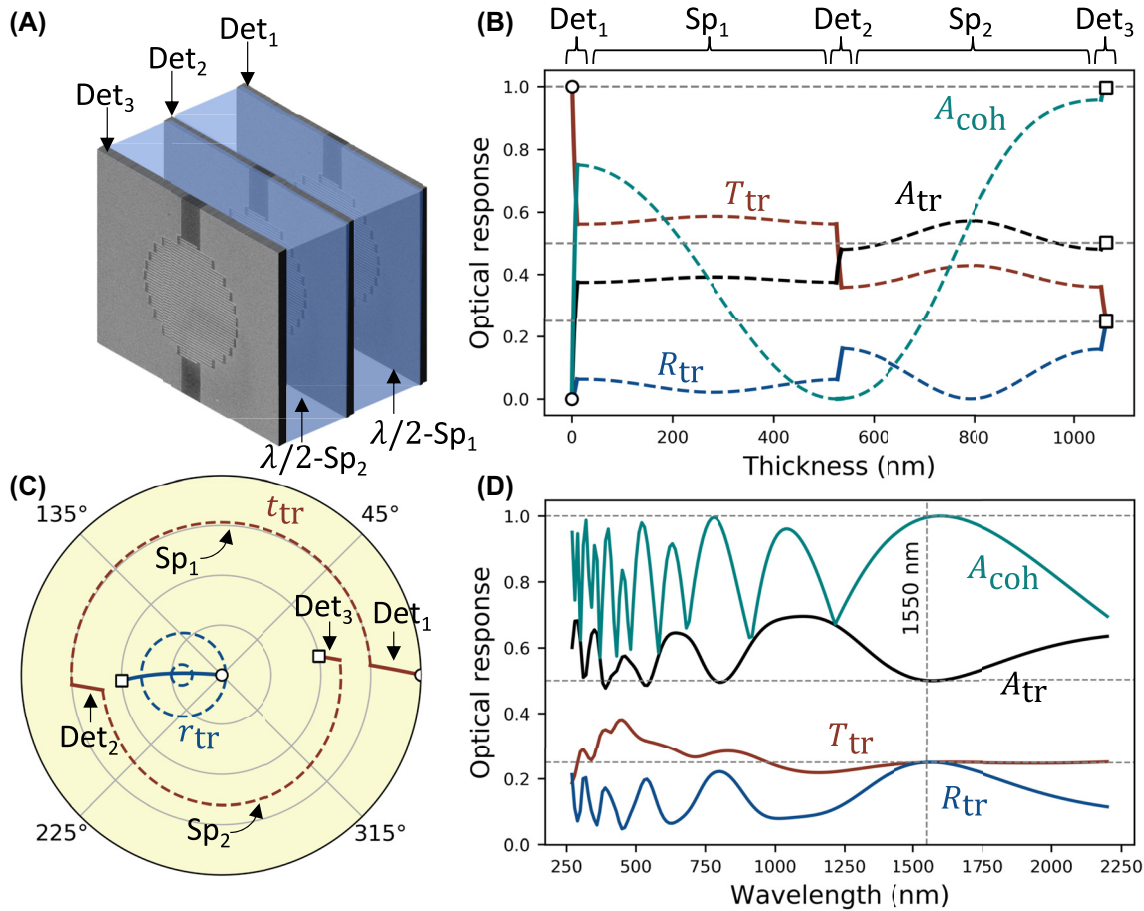 (A)
Det1
Det2
Det3
λ/2-Sp1
λ/2-Sp2
(B)
Det1 Sp1 Det2 Sp2 Det3
Optical response
1.0
0.8
0.6
0.4
0.2
0.0
Acoh
Ttr
Atr
Rtr
0 200 400 600 800 1000
Thickness (nm)
(C)
135°
45°
225°
315°
ttr
Sp1
Det3
Det1
Det2
rtr
Sp2
(D)
Optical response
1.0
0.8
0.6
0.4
0.2
0.0
1550 nm
Acoh
Atr
Ttr
Rtr
250 500 750 1000 1250 1500 1750 2000 2250
Wavelength (nm)